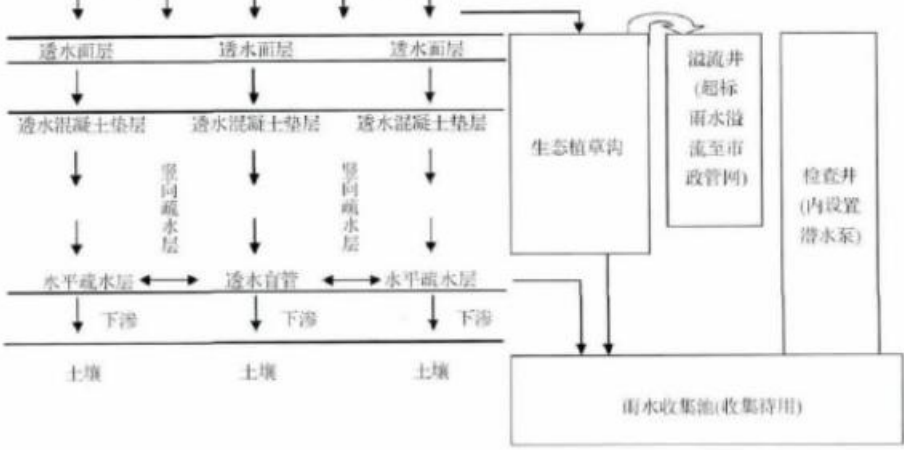 透水面层 透水面层 透水面层
透水混凝土垫层 透水混凝土垫层 透水混凝土垫层
竖向疏水层 竖向疏水层
水平疏水层 透水盲管 水平疏水层
下渗 下渗 下渗
土壤 土壤 土壤
生态植草沟
溢流井
(超标
雨水溢
流至市
政管网)
检查井
(内设置
潜水泵)
雨水收集池(收集待用)